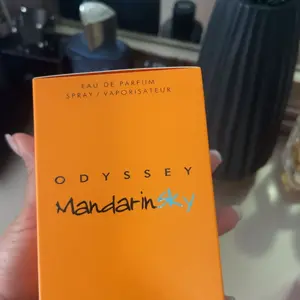 EAU DE PARFUM
SPRAY / VAPORISATEUR
ODYSSEY
Mandarinsky